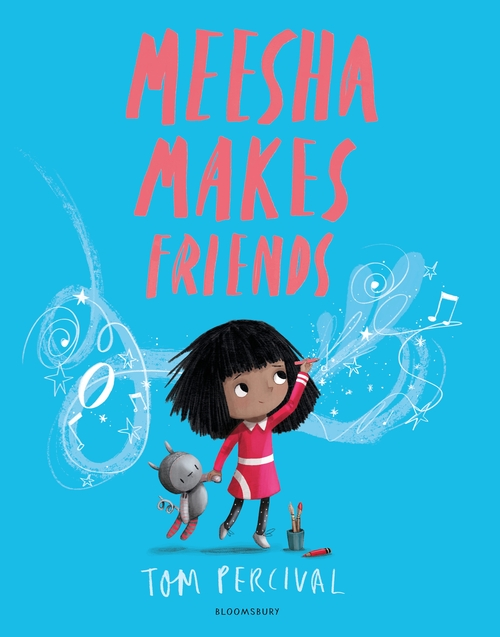 MEESHA
MAKES
FRIENDS
TOM PERCIVAL
BLOOMSBURY